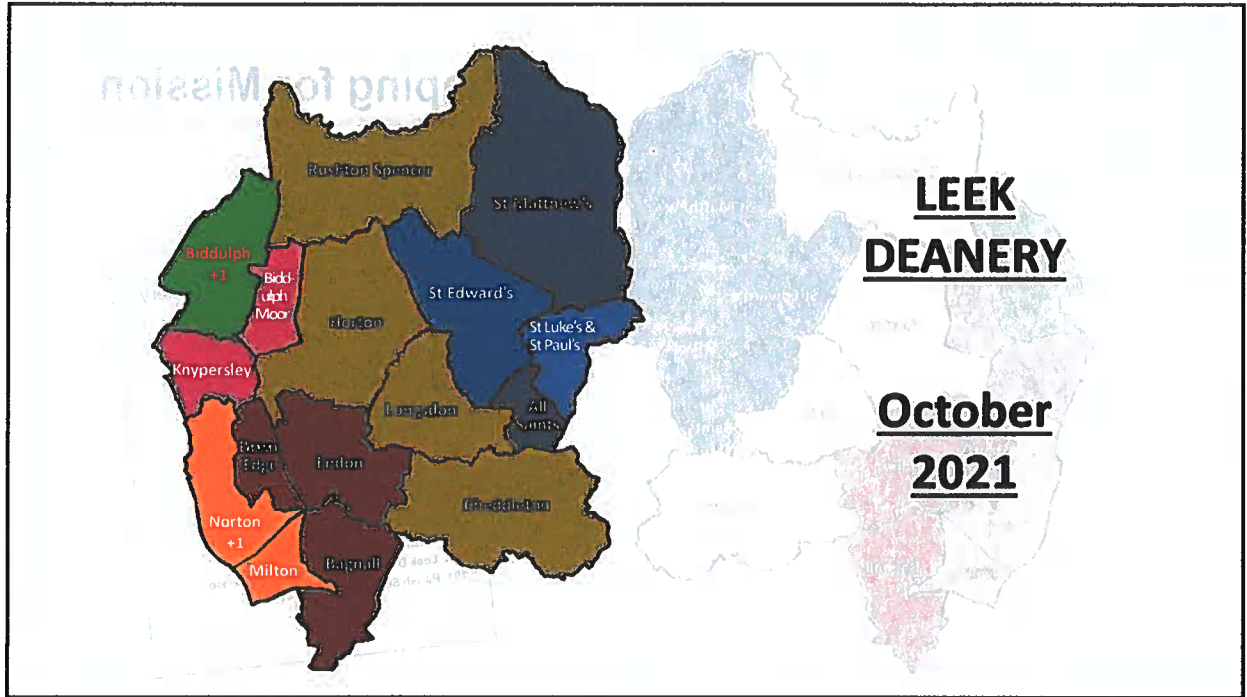 Rushton Spencer
St Matthew's
LEEK
DEANERY
Biddulph
+1
Bidd-
ulph
Moor
St Edward's
Horton
St Luke's &
St Paul's
Knypersley
Longsdon
All
Saints
October
2021
Brown
Edge
Endon
Cheddleton
Norton
+1
Bagnall
Milton